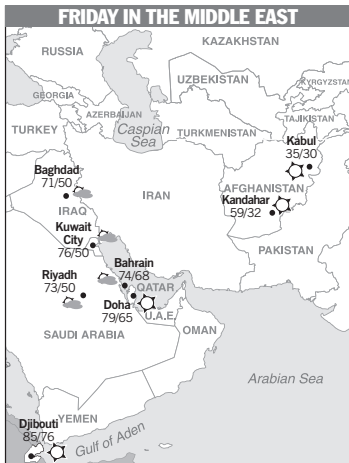 FRIDAY IN THE MIDDLE EAST
KAZAKHSTAN
RUSSIA
UZBEKISTAN
KYRGYZSTAN
GEORGIA
AZERBAIJAN
TAJIKISTAN
TURKEY
Caspian
Sea
TURKMENISTAN
Kabul
35/30
Baghdad
71/50
IRAN
AFGHANISTAN
Kandahar
59/32
IRAQ
Kuwait
City
76/50
PAKISTAN
Bahrain
74/68
Riyadh
73/50
QATAR
Doha
79/65
U.A.E.
OMAN
SAUDI ARABIA
Arabian Sea
YEMEN
Djibouti
85/76
Gulf of Aden